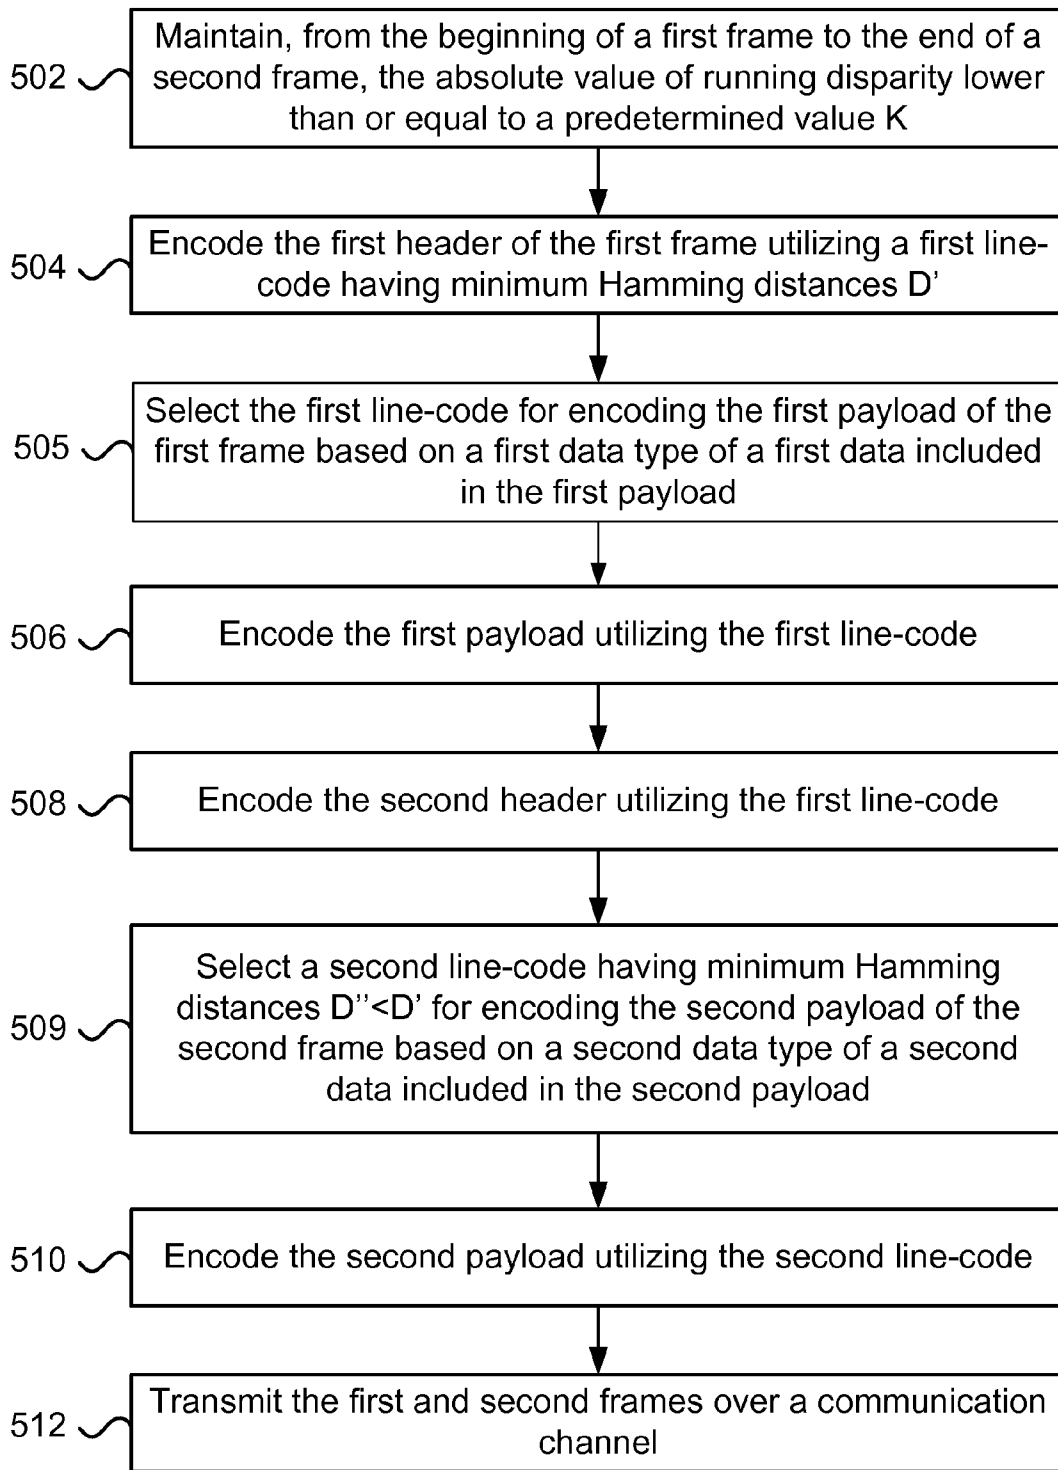 502
Maintain, from the beginning of a first frame to the end of a
second frame, the absolute value of running disparity lower
than or equal to a predetermined value K
504
Encode the first header of the first frame utilizing a first line-
code having minimum Hamming distances D’
505
Select the first line-code for encoding the first payload of the
first frame based on a first data type of a first data included
in the first payload
506
Encode the first payload utilizing the first line-code
508
Encode the second header utilizing the first line-code
509
Select a second line-code having minimum Hamming
distances D’’<D’ for encoding the second payload of the
second frame based on a second data type of a second
data included in the second payload
510
Encode the second payload utilizing the second line-code
512
Transmit the first and second frames over a communication
channel